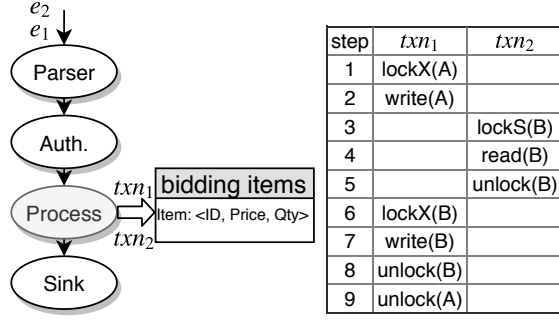 e2
e1
Parser
Auth.
Process
Sink
txn1
txn2
bidding items
Item: <ID, Price, Qty>
step txn1 txn2
1 lockX(A)
2 write(A)
3 lockS(B)
4 read(B)
5 unlock(B)
6 lockX(B)
7 write(B)
8 unlock(B)
9 unlock(A)